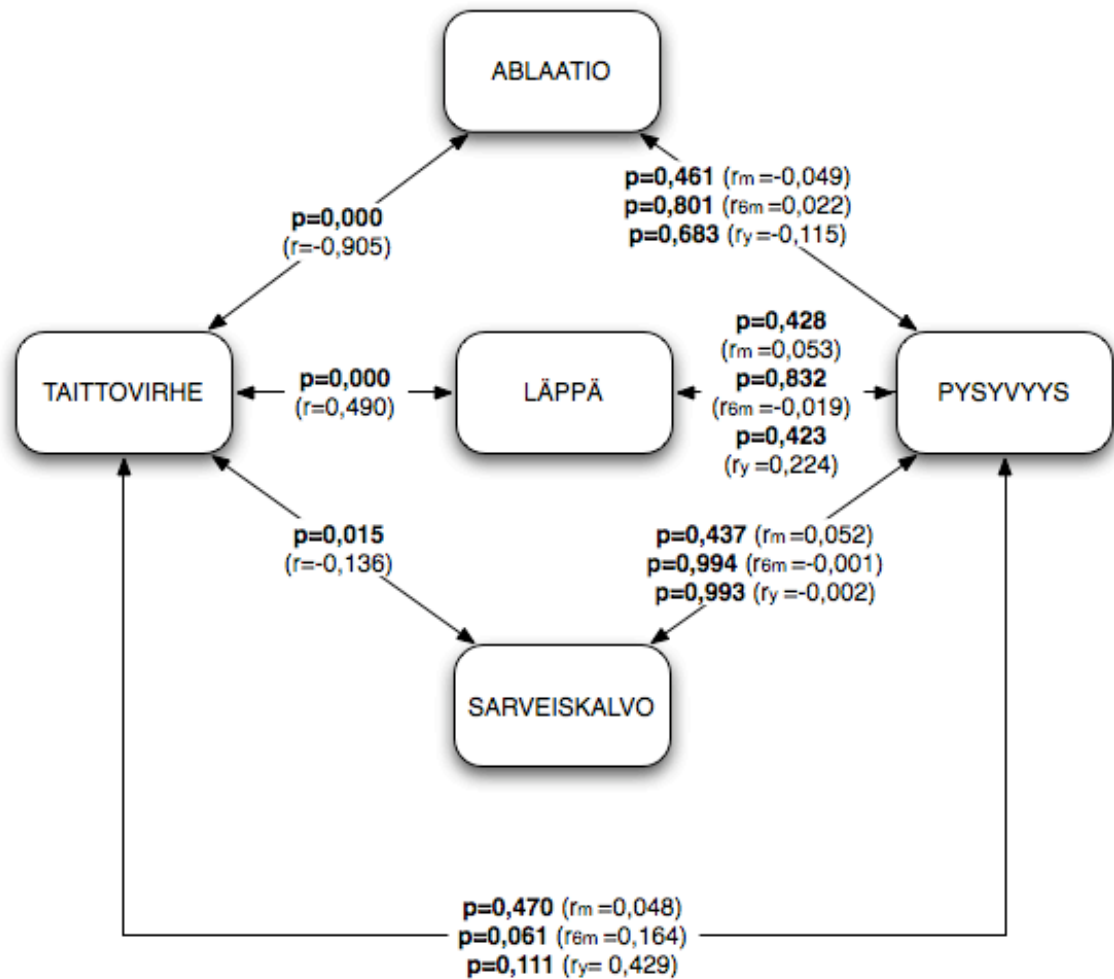 ABLAATIO
p=0,461 (rm =-0,049)
p=0,801 (r6m =0,022)
p=0,683 (ry=-0,115)
p=0,000
(r=-0,905)
TAITTOVIRHE
p=0,000
(r=0,490)
LÄPPÄ
p=0,428
(rm =0,053)
p=0,832
(r6m =-0,019)
p=0,423
(ry =0,224)
PYSYVYYS
p=0,015
(r=-0,136)
p=0,437 (rm =0,052)
p=0,994 (r6m =-0,001)
p=0,993 (ry =-0,002)
SARVEISKALVO
p=0,470 (rm =0,048)
p=0,061 (r6m =0,164)
p=0,111 (ry= 0,429)